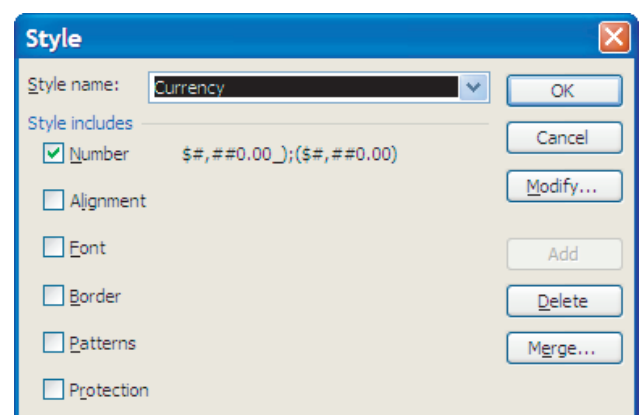 Style
Style name: Currency
OK
Style includes
Cancel
Number $#,##0.00_);($#,##0.00)
Modify...
Alignment
Font
Add
Border
Delete
Patterns
Merge...
Protection